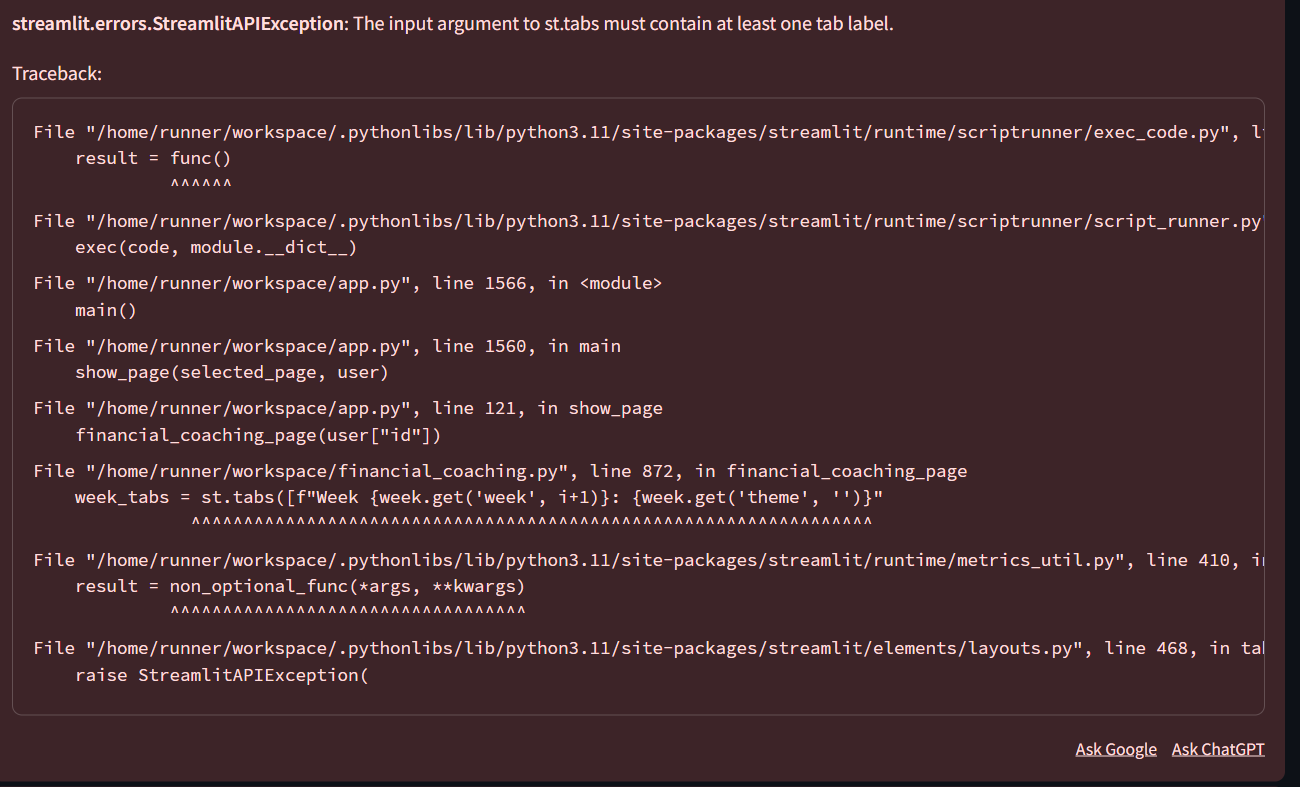 streamlit.errors.StreamlitAPIException: The input argument to st.tabs must contain at least one tab label.
Traceback:
File "/home/runner/workspace/.pythonlibs/lib/python3.11/site-packages/streamlit/runtime/scriptrunner/exec_code.py",
    result = func()
             ^^^^^^
File "/home/runner/workspace/.pythonlibs/lib/python3.11/site-packages/streamlit/runtime/scriptrunner/script_runner.py"
    exec(code, module.__dict__)
File "/home/runner/workspace/app.py", line 1566, in <module>
    main()
File "/home/runner/workspace/app.py", line 1560, in main
    show_page(selected_page, user)
File "/home/runner/workspace/app.py", line 121, in show_page
    financial_coaching_page(user["id"])
File "/home/runner/workspace/financial_coaching.py", line 872, in financial_coaching_page
    week_tabs = st.tabs([f"Week {week.get('week', i+1)}: {week.get('theme', '')}"
               ^^^^^^^^^^^^^^^^^^^^^^^^^^^^^^^^^^^^^^^^^^^^^^^^^^^^^^^^^^^^^^^^^
File "/home/runner/workspace/.pythonlibs/lib/python3.11/site-packages/streamlit/runtime/metrics_util.py", line 410, in
    result = non_optional_func(*args, **kwargs)
             ^^^^^^^^^^^^^^^^^^^^^^^^^^^^^^^^^^
File "/home/runner/workspace/.pythonlibs/lib/python3.11/site-packages/streamlit/elements/layouts.py", line 468, in
    raise StreamlitAPIException(
Ask Google Ask ChatGPT